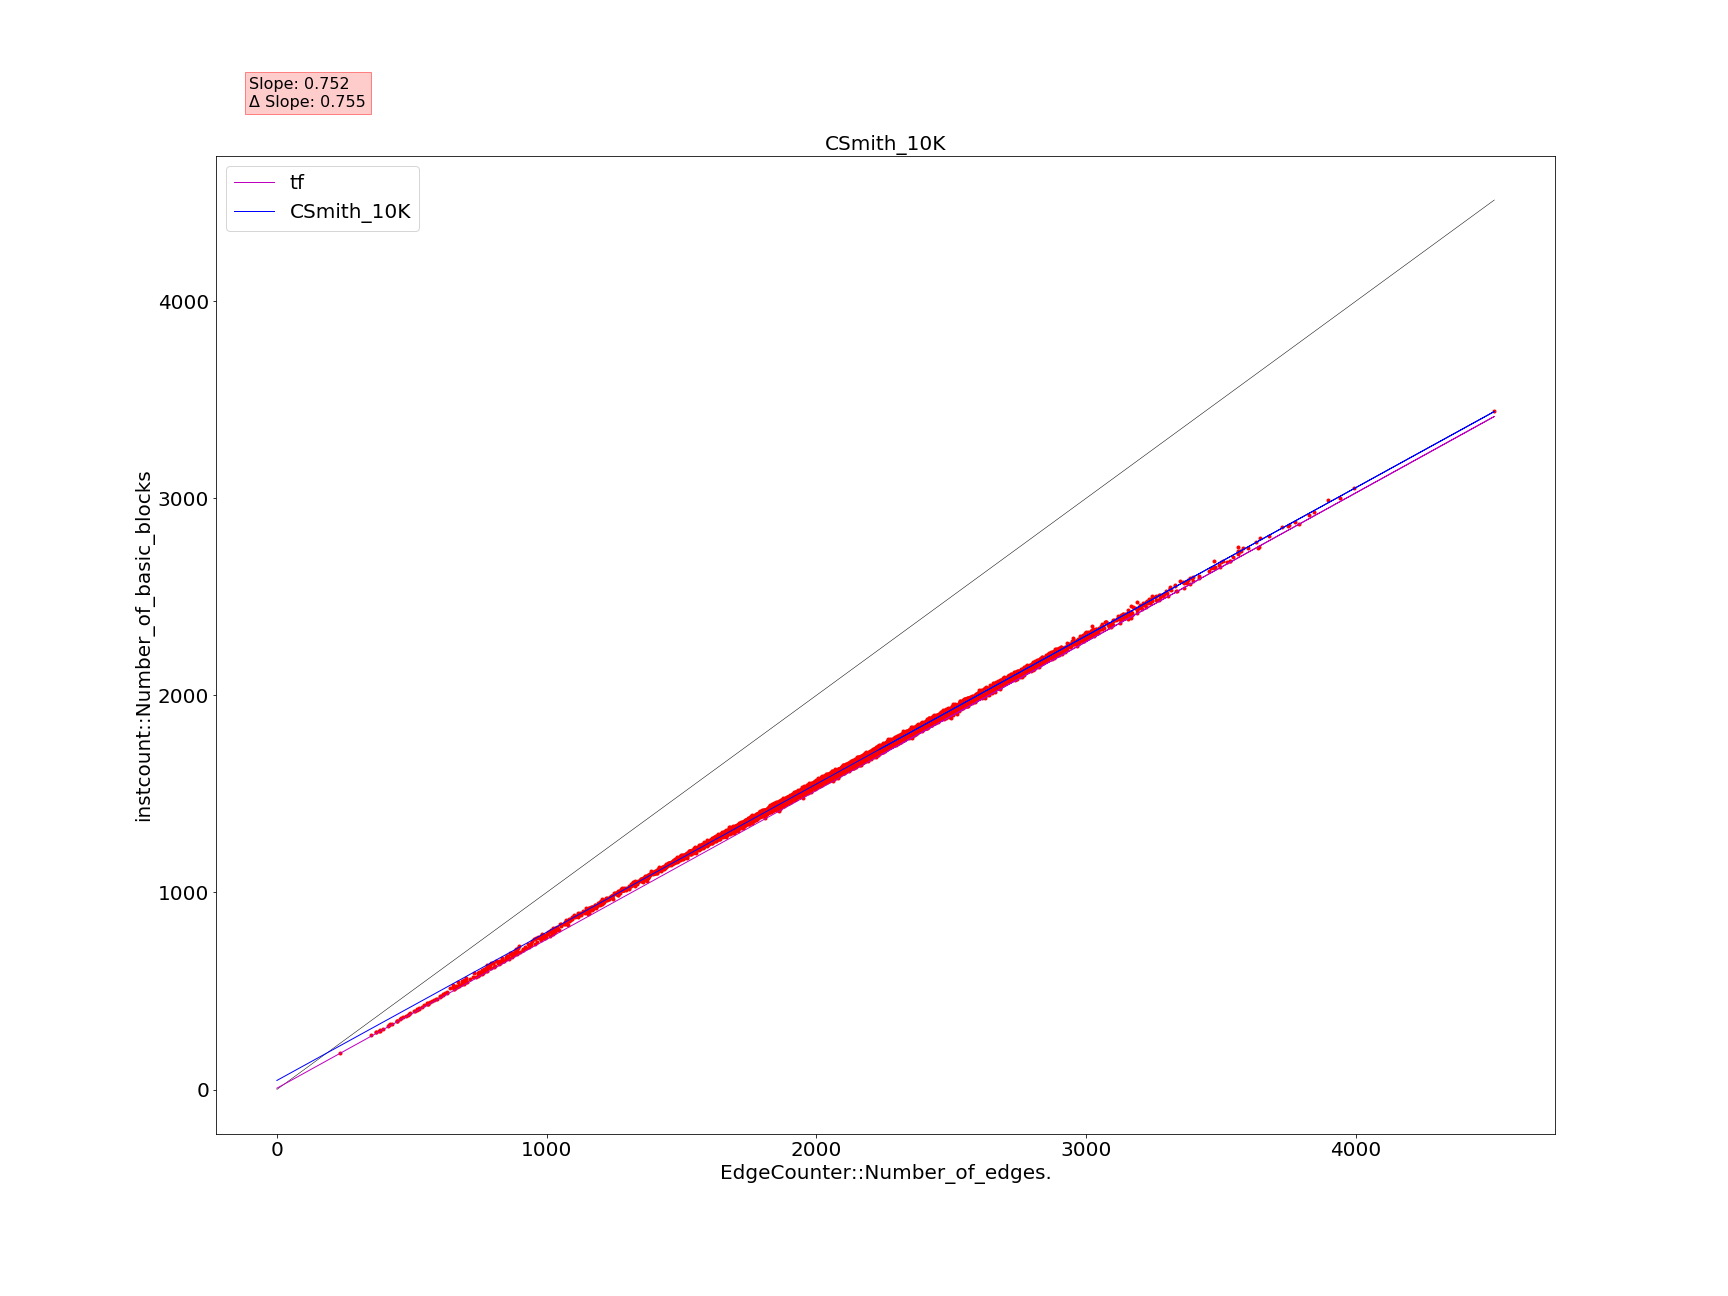 Slope: 0.752
Δ Slope: 0.755
CSmith_10K
tf
CSmith_10K
4000
3000
2000
1000
0
instcount::Number_of_basic_blocks
0 1000 2000 3000 4000
EdgeCounter::Number_of_edges.